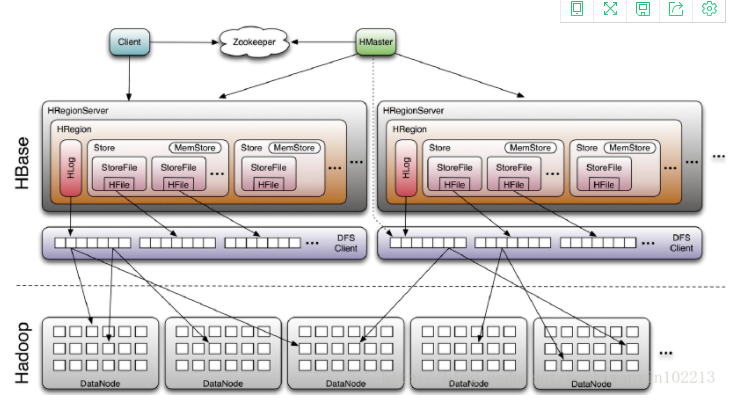 Client
Zookeeper
HMaster
HBase
HRegionServer
HRegion
HLog
Store
MemStore
StoreFile
HFile
StoreFile
HFile
...
Store
MemStore
StoreFile
HFile
...
...
HRegionServer
HRegion
HLog
Store
MemStore
StoreFile
HFile
StoreFile
HFile
...
Store
MemStore
StoreFile
HFile
...
...
...
...
DFS
Client
...
DFS
Client
Hadoop
DataNode
DataNode
DataNode
DataNode
DataNode
...